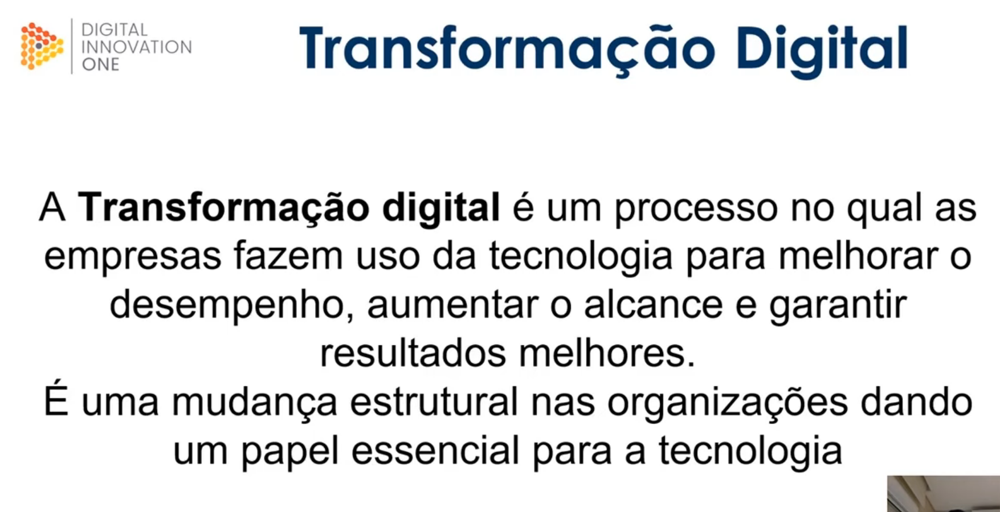 DIGITAL
INNOVATION
ONE
Transformação Digital
A Transformação digital é um processo no qual as
empresas fazem uso da tecnologia para melhorar o
desempenho, aumentar o alcance e garantir
resultados melhores.
É uma mudança estrutural nas organizações dando
um papel essencial para a tecnologia